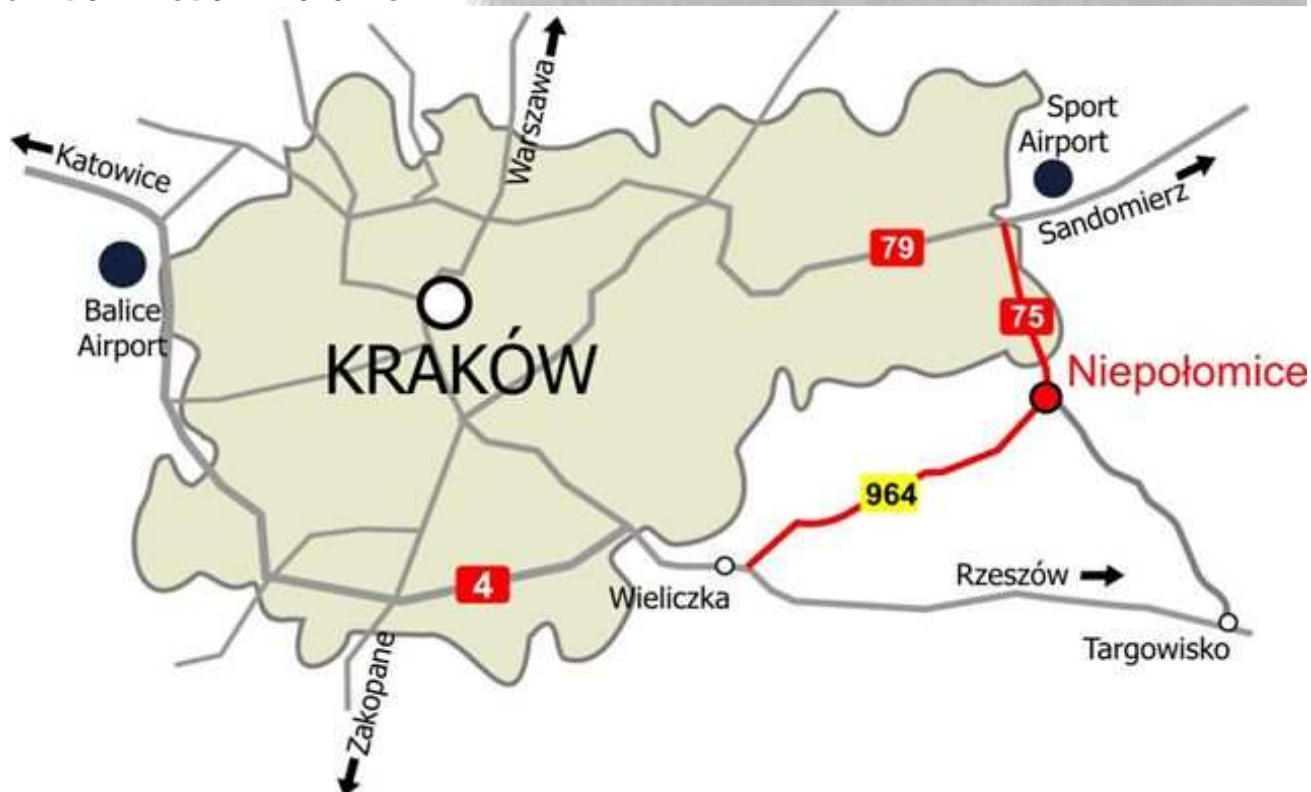 Warszawa
Katowice
Sport
Airport
Sandomierz
79
Balice
Airport
75
KRAKÓW
Niepołomice
964
4
Wieliczka
Rzeszów
Targowisko
Zakopane